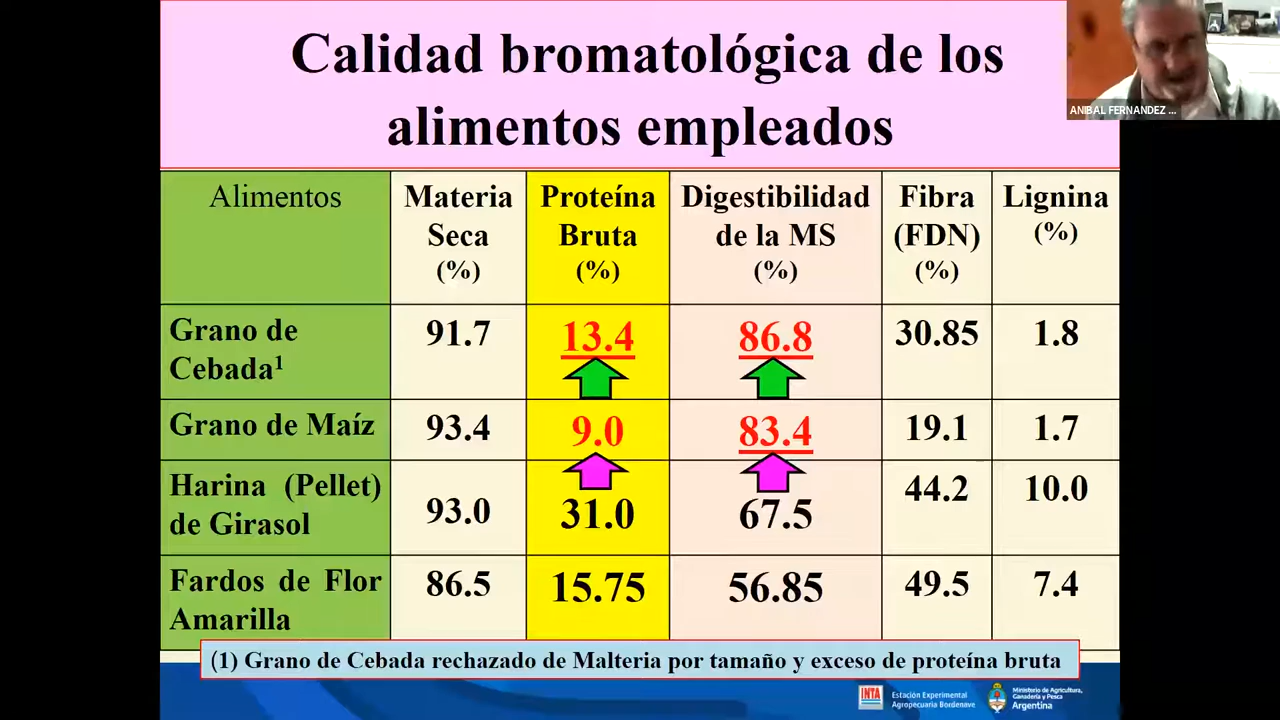 Calidad bromatológica de los
alimentos empleados
ANIBAL FERNANDEZ ...
Alimentos
Materia
Seca
(%)
Proteína
Bruta
(%)
Digestibilidad
de la MS
(%)
Fibra
(FDN)
(%)
Lignina
(%)
Grano de
Cebada¹
91.7
13.4
86.8
30.85
1.8
Grano de Maíz
93.4
9.0
83.4
19.1
1.7
Harina (Pellet)
de Girasol
93.0
31.0
67.5
44.2
10.0
Fardos de Flor
Amarilla
86.5
15.75
56.85
49.5
7.4
(1) Grano de Cebada rechazado de Malteria por tamaño y exceso de proteína bruta
INTA
Estación Experimental
Agropecuaria Bordenave
Ministerio de Agricultura,
Ganadería y Pesca
Argentina